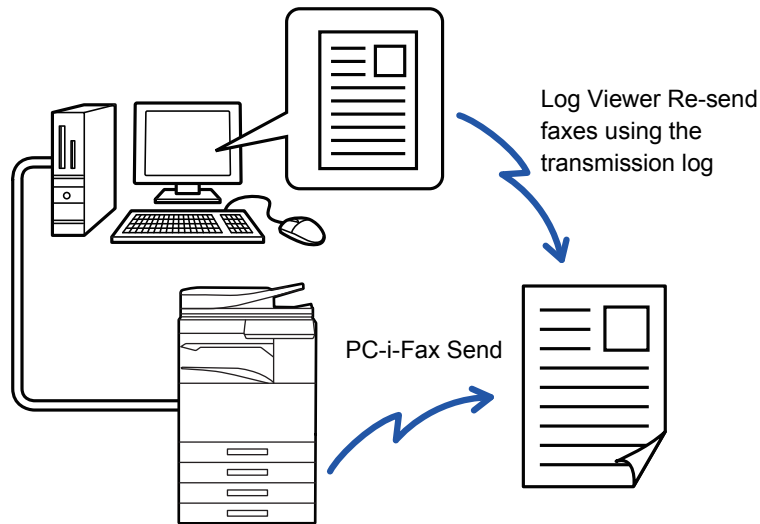 Log Viewer Re-send
faxes using the
transmission log
PC-i-Fax Send